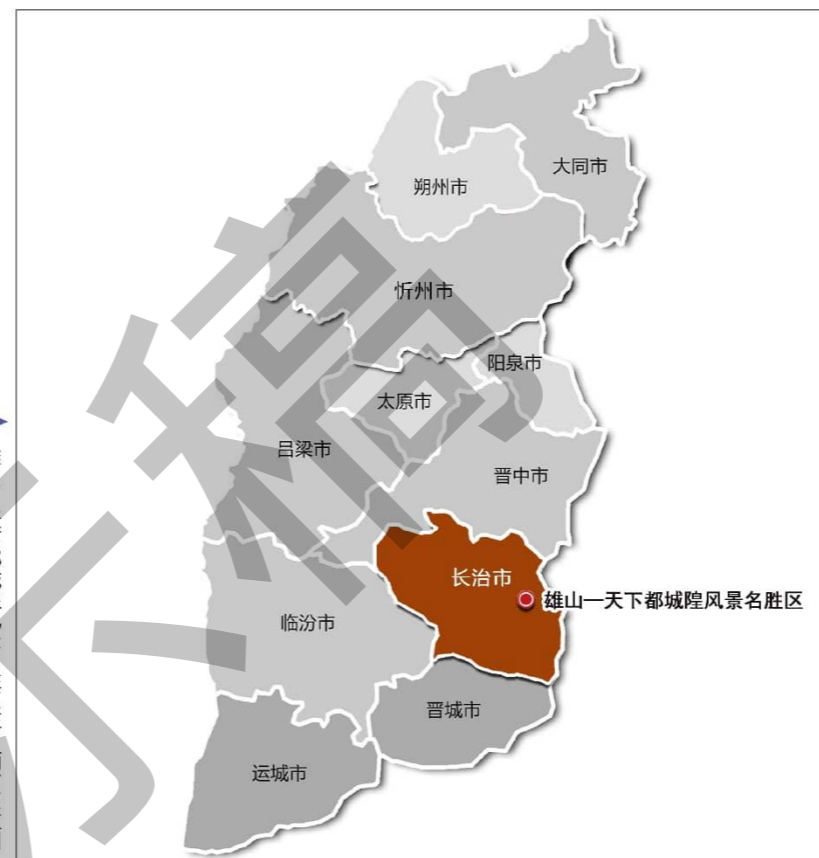 大同市
朔州市
忻州市
阳泉市
太原市
吕梁市
晋中市
长治市
雄山—天下都城隍风景名胜区
临汾市
晋城市
运城市
稿